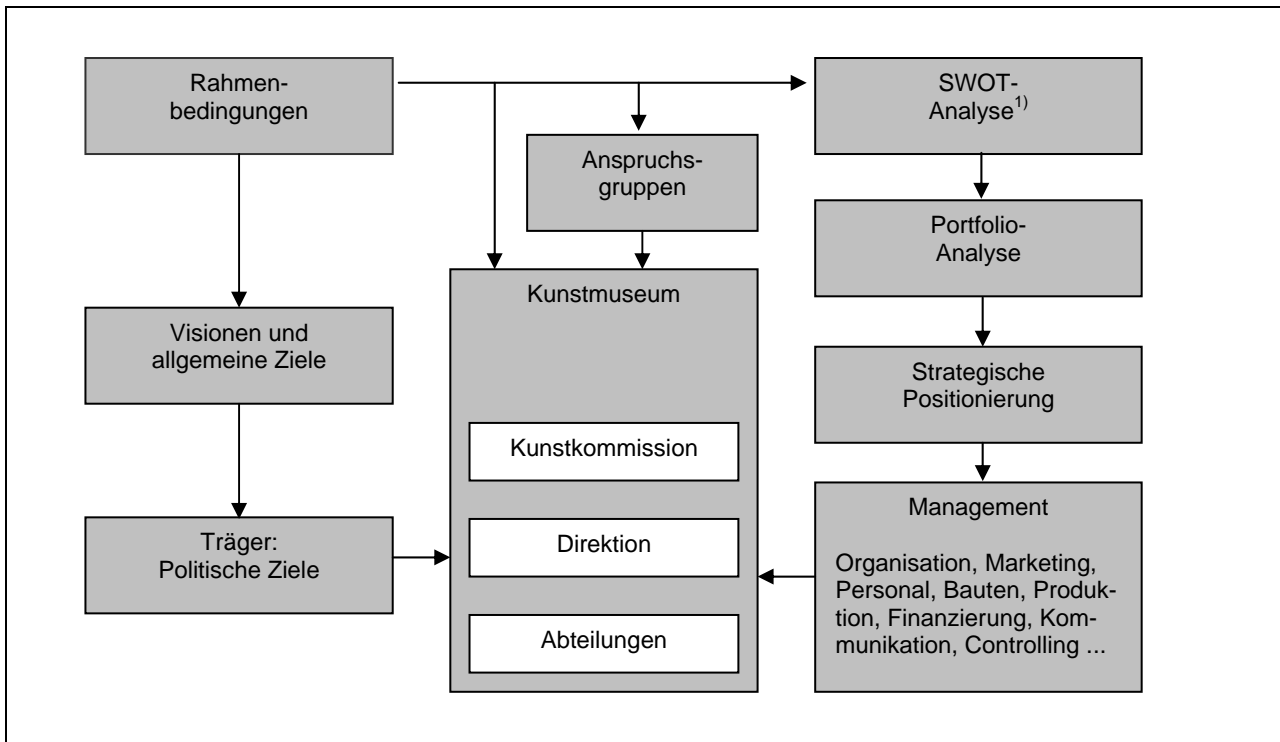 Rahmen-
bedingungen
SWOT-
Analyse1)
Anspruchs-
gruppen
Portfolio-
Analyse
Kunstmuseum
Visionen und
allgemeine Ziele
Strategische
Positionierung
Kunstkommission
Management
Träger:
Politische Ziele
Direktion
Organisation, Marketing,
Personal, Bauten, Produk-
tion, Finanzierung, Kom-
munikation, Controlling ...
Abteilungen